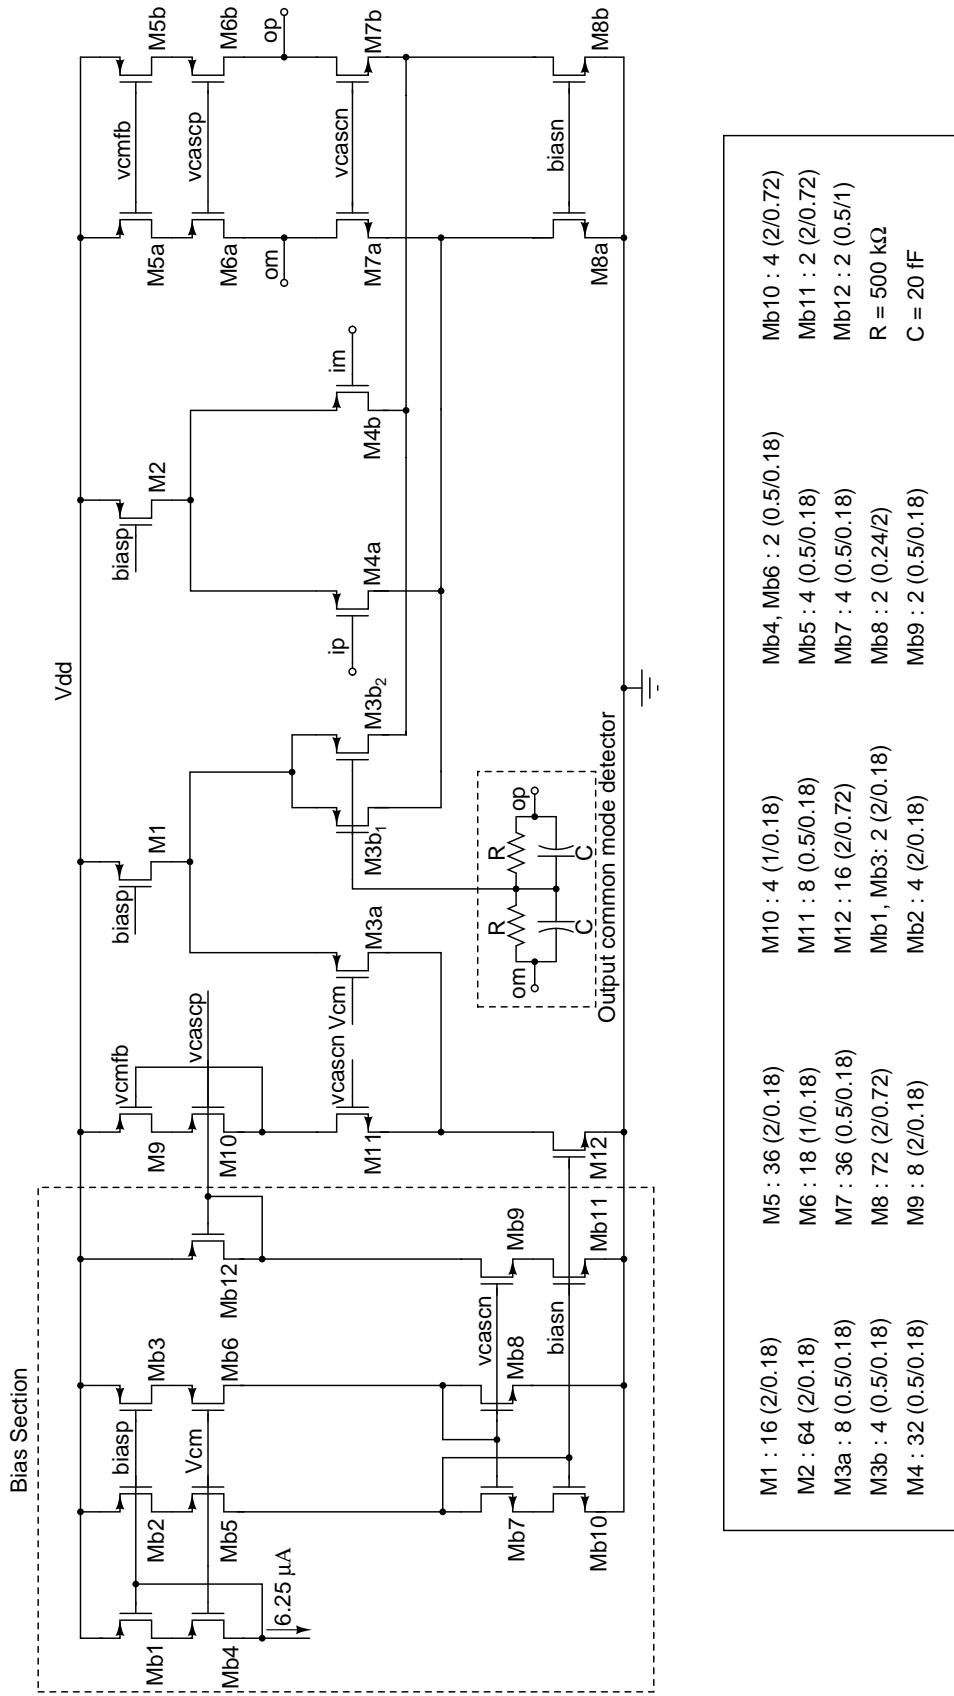 Bias Section
Vdd
Mb1
Mb4
6.25 μA
Mb2
Mb5
biasp
Vcm
Mb3
Mb6
Mb12
vcascn
Mb7
Mb8
Mb9
biasn
Mb10
Mb11
vcmfb
vcascp
M9
M10
vcascn
Vcm
M11
M3a
M12
biasp
M1
M3b1
M3b2
om
R
R
op
C
C
Output common mode detector
biasp
M2
ip
M4a
im
M4b
vcmfb
M5a
M5b
vcascp
M6a
M6b
om
op
vcascn
M7a
M7b
biasn
M8a
M8b
M1 : 16 (2/0.18)
M2 : 64 (2/0.18)
M3a : 8 (0.5/0.18)
M3b : 4 (0.5/0.18)
M4 : 32 (0.5/0.18)
M5 : 36 (2/0.18)
M6 : 18 (1/0.18)
M7 : 36 (0.5/0.18)
M8 : 72 (2/0.72)
M9 : 8 (2/0.18)
M10 : 4 (1/0.18)
M11 : 8 (0.5/0.18)
M12 : 16 (2/0.72)
Mb1, Mb3: 2 (2/0.18)
Mb2 : 4 (2/0.18)
Mb4, Mb6 : 2 (0.5/0.18)
Mb5 : 4 (0.5/0.18)
Mb7 : 4 (0.5/0.18)
Mb8 : 2 (0.24/2)
Mb9 : 2 (0.5/0.18)
Mb10 : 4 (2/0.72)
Mb11 : 2 (2/0.72)
Mb12 : 2 (0.5/1)
R = 500 kΩ
C = 20 fF